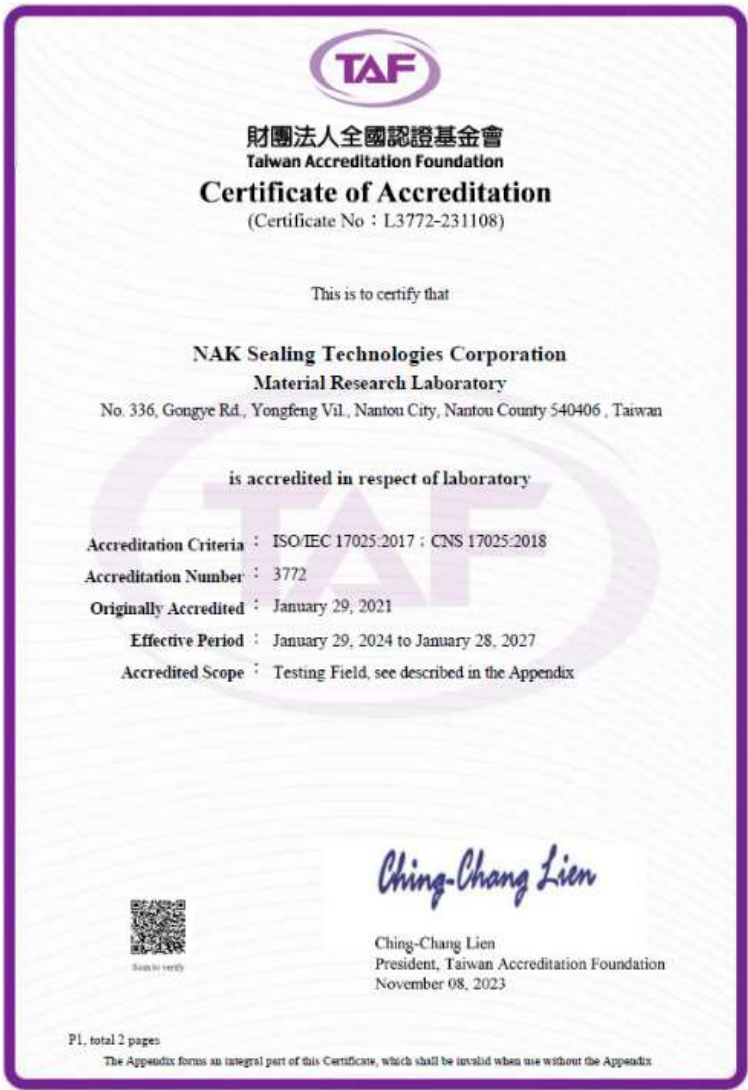 TAF
財團法人全國認證基金會
Taiwan Accreditation Foundation
Certificate of Accreditation
(Certificate No：L3772-231108)
This is to certify that
NAK Sealing Technologies Corporation
Material Research Laboratory
No. 336, Gongye Rd., Yongfeng Vil., Nantou City, Nantou County 540406 , Taiwan
is accredited in respect of laboratory
TAF
Accreditation Criteria： ISO/IEC 17025:2017；CNS 17025:2018
Accreditation Number： 3772
Originally Accredited： January 29, 2021
Effective Period： January 29, 2024 to January 28, 2027
Accredited Scope： Testing Field, see described in the Appendix
Ching-Chang Lien
Scan to verify
Ching-Chang Lien
President, Taiwan Accreditation Foundation
November 08, 2023
P1, total 2 pages
The Appendix forms an integral part of this Certificate, which shall be invalid when use without the Appendix